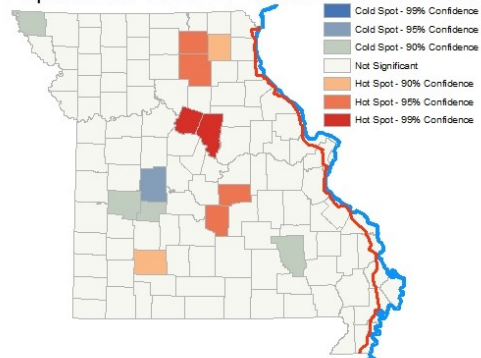 Cold Spot - 99% Confidence
Cold Spot - 95% Confidence
Cold Spot - 90% Confidence
Not Significant
Hot Spot - 90% Confidence
Hot Spot - 95% Confidence
Hot Spot - 99% Confidence